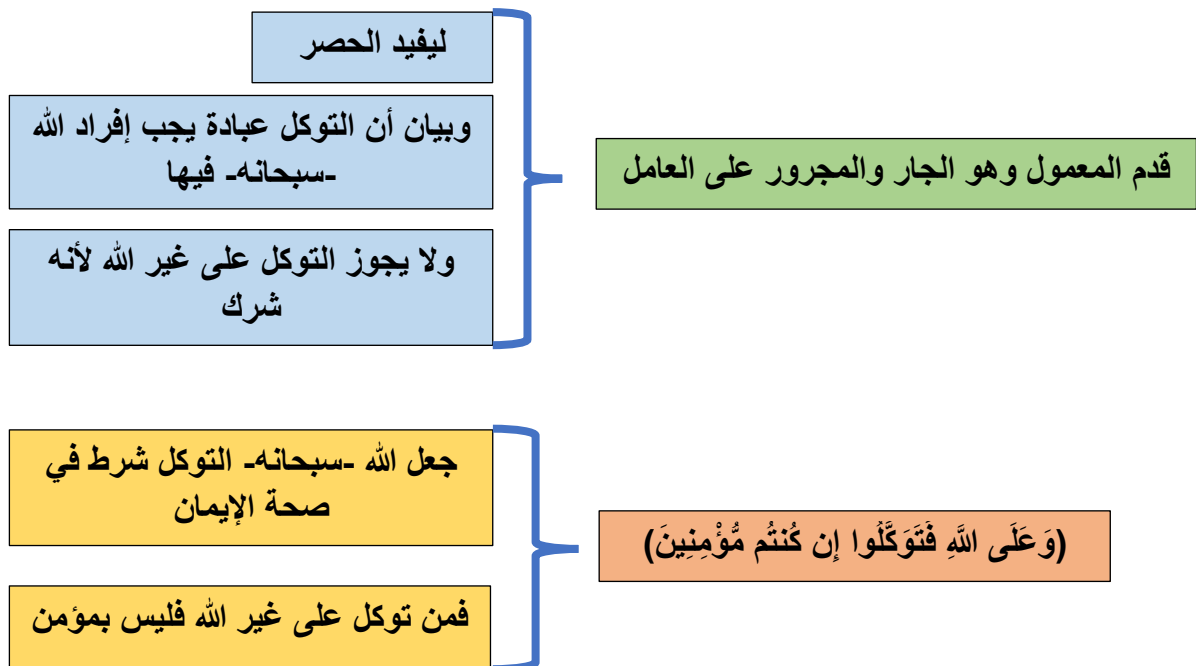 قدم المعمول وهو الجار والمجرور على العامل
ليفيد الحصر
وبيان أن التوكل عبادة يجب إفراد الله
-سبحانه- فيها
ولا يجوز التوكل على غير الله لأنه
شرك
(وَعَلَى اللَّهِ فَتَوَكَّلُوا إِن كُنتُم مُّؤْمِنِينَ)
جعل الله -سبحانه- التوكل شرط في
صحة الإيمان
فمن توكل على غير الله فليس بمؤمن